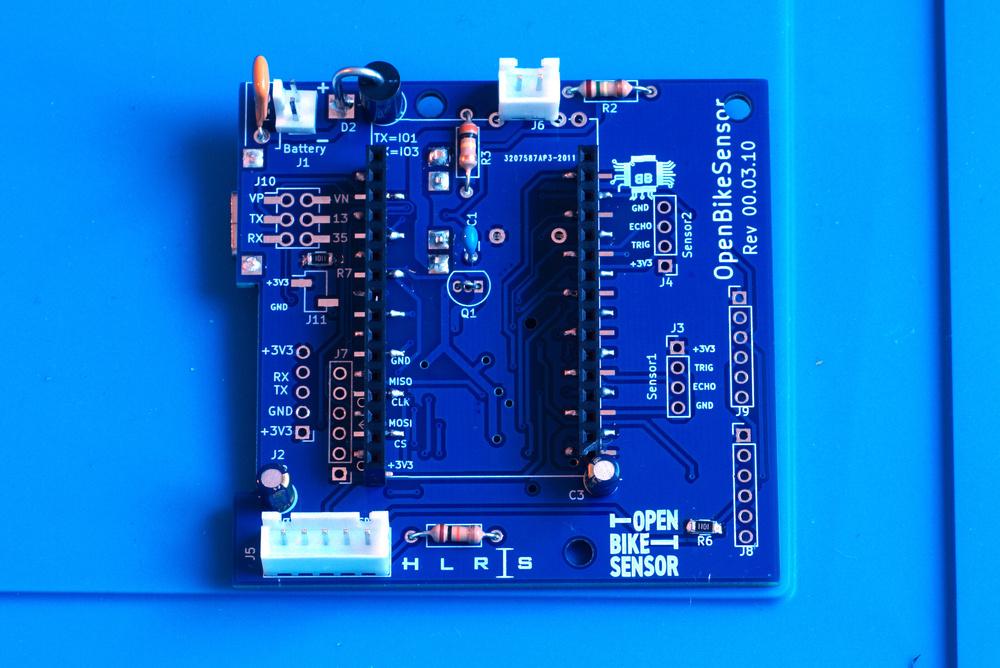 +
D2
Battery
−
J1
TX=IO1
=IO3
J6
R2
R3
3207587AP3-2011
OpenBikeSensor
Rev 00.03.10
J10
VP
VN
TX
13
RX
35
R7
+3V3
GND
J11
C1
Q1
GND
ECHO
TRIG
+3V3
Sensor2
J4
J3
+3V3
TRIG
ECHO
GND
Sensor1
+3V3
RX
TX
GND
+3V3
J2
J7
GND
MISO
CLK
MOSI
CS
+3V3
C3
J9
J5
H L R I S
OPEN
BIKE
SENSOR
1101
R6
J8